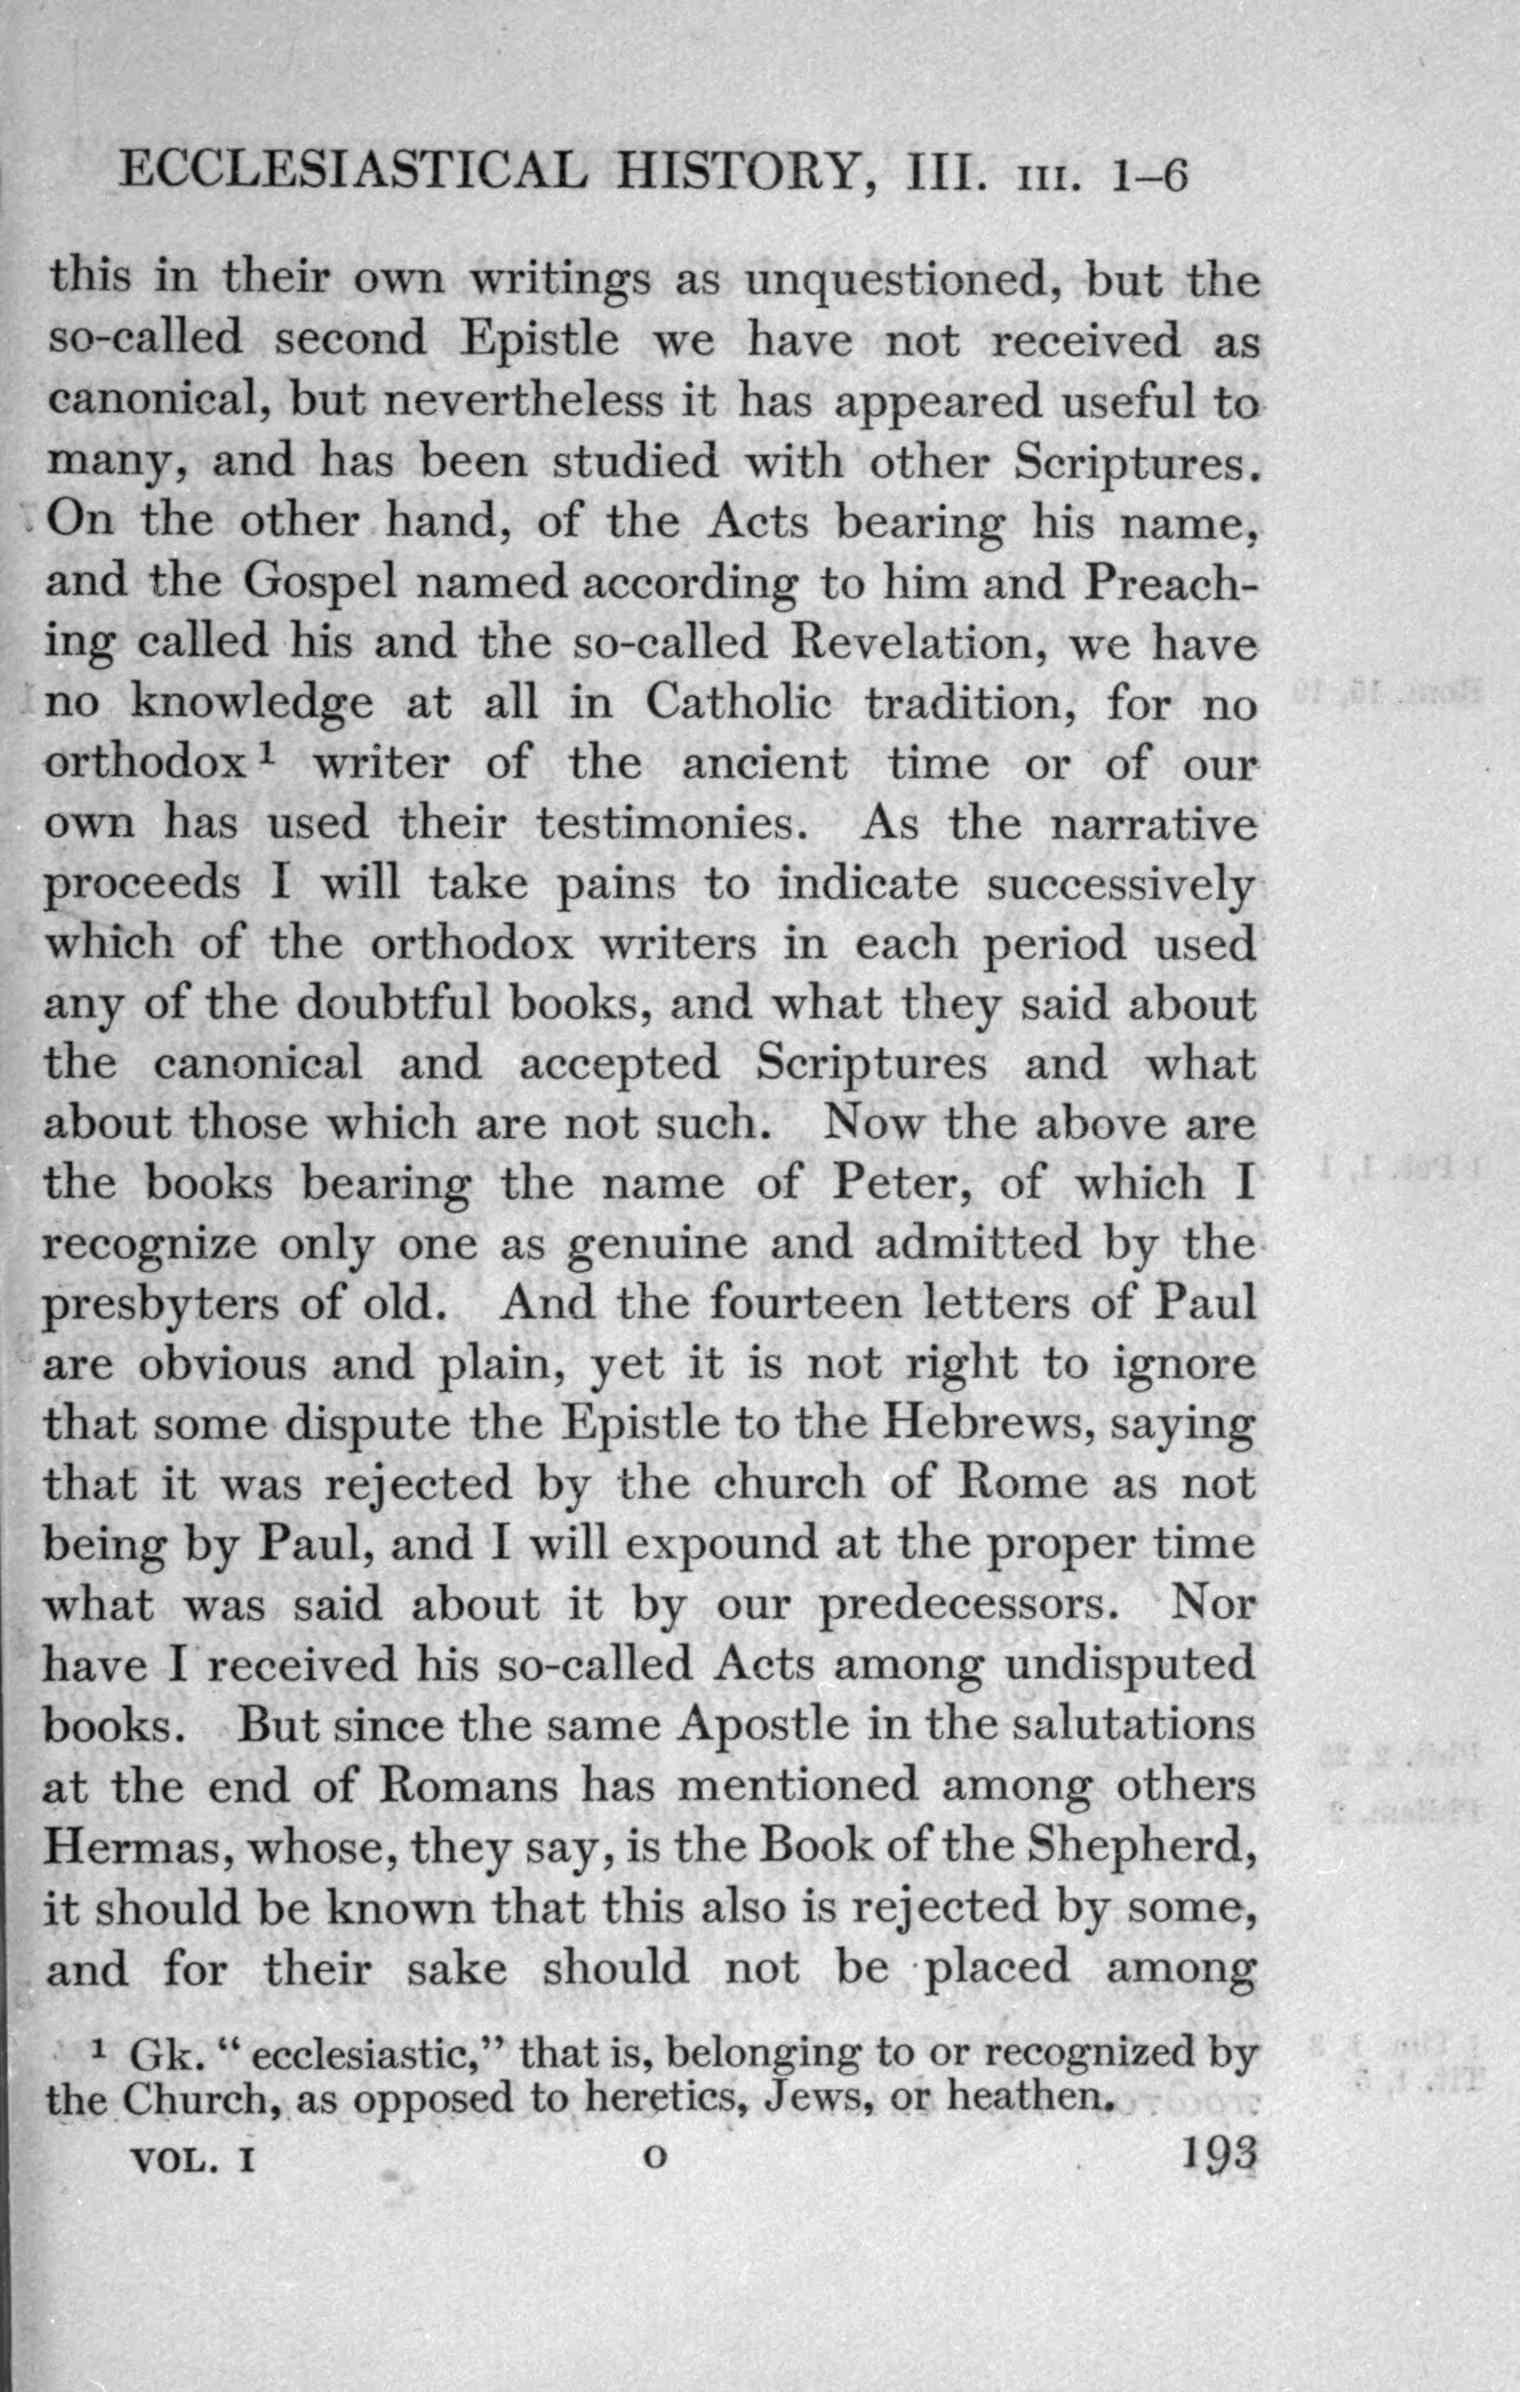 ECCLESIASTICAL HISTORY, III. III. 1–6
this in their own writings as unquestioned, but the
so-called second Epistle we have not received as
canonical, but nevertheless it has appeared useful to
many, and has been studied with other Scriptures.
On the other hand, of the Acts bearing his name,
and the Gospel named according to him and Preach-
ing called his and the so-called Revelation, we have
no knowledge at all in Catholic tradition, for no
orthodox¹ writer of the ancient time or of our
own has used their testimonies. As the narrative
proceeds I will take pains to indicate successively
which of the orthodox writers in each period used
any of the doubtful books, and what they said about
the canonical and accepted Scriptures and what
about those which are not such. Now the above are
the books bearing the name of Peter, of which I
recognize only one as genuine and admitted by the
presbyters of old. And the fourteen letters of Paul
are obvious and plain, yet it is not right to ignore
that some dispute the Epistle to the Hebrews, saying
that it was rejected by the church of Rome as not
being by Paul, and I will expound at the proper time
what was said about it by our predecessors. Nor
have I received his so-called Acts among undisputed
books. But since the same Apostle in the salutations
at the end of Romans has mentioned among others
Hermas, whose, they say, is the Book of the Shepherd,
it should be known that this also is rejected by some,
and for their sake should not be placed among
¹ Gk. “ ecclesiastic,” that is, belonging to or recognized by
the Church, as opposed to heretics, Jews, or heathen.
VOL. I O 193